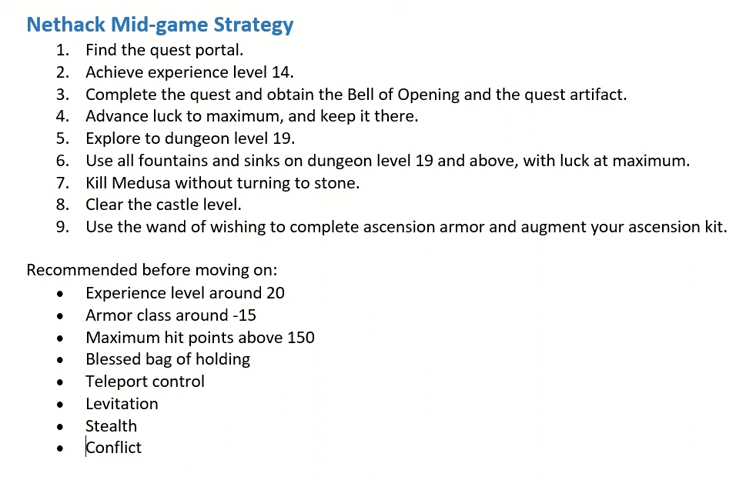 Nethack Mid-game Strategy
1. Find the quest portal.
2. Achieve experience level 14.
3. Complete the quest and obtain the Bell of Opening and the quest artifact.
4. Advance luck to maximum, and keep it there.
5. Explore to dungeon level 19.
6. Use all fountains and sinks on dungeon level 19 and above, with luck at maximum.
7. Kill Medusa without turning to stone.
8. Clear the castle level.
9. Use the wand of wishing to complete ascension armor and augment your ascension kit.
Recommended before moving on:
• Experience level around 20
• Armor class around -15
• Maximum hit points above 150
• Blessed bag of holding
• Teleport control
• Levitation
• Stealth
• Conflict